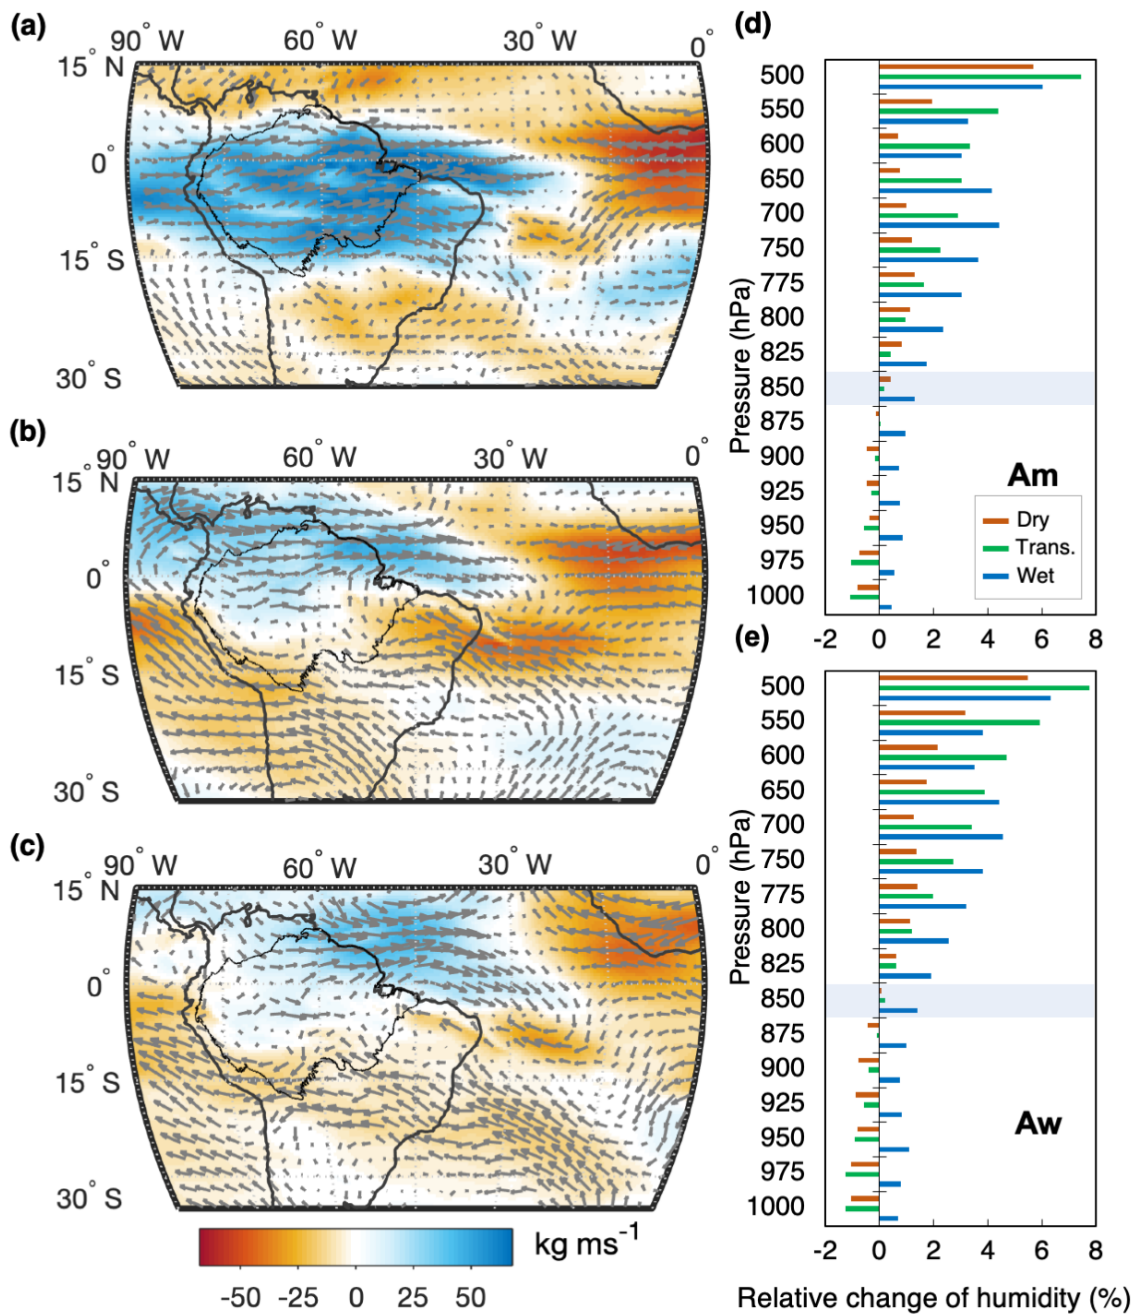 (a)
90° W
60° W
30° W
0°
15° N
0°
15° S
30° S
(b)
90° W
60° W
30° W
0°
15° N
0°
15° S
30° S
(c)
90° W
60° W
30° W
0°
15° N
0°
15° S
30° S
-50
-25
0
25
50
kg ms-1
(d)
Pressure (hPa)
500
550
600
650
700
750
775
800
825
850
875
900
925
950
975
1000
Am
Dry
Trans.
Wet
-2
0
2
4
6
8
(e)
Pressure (hPa)
500
550
600
650
700
750
775
800
825
850
875
900
925
950
975
1000
Aw
-2
0
2
4
6
8
Relative change of humidity (%)